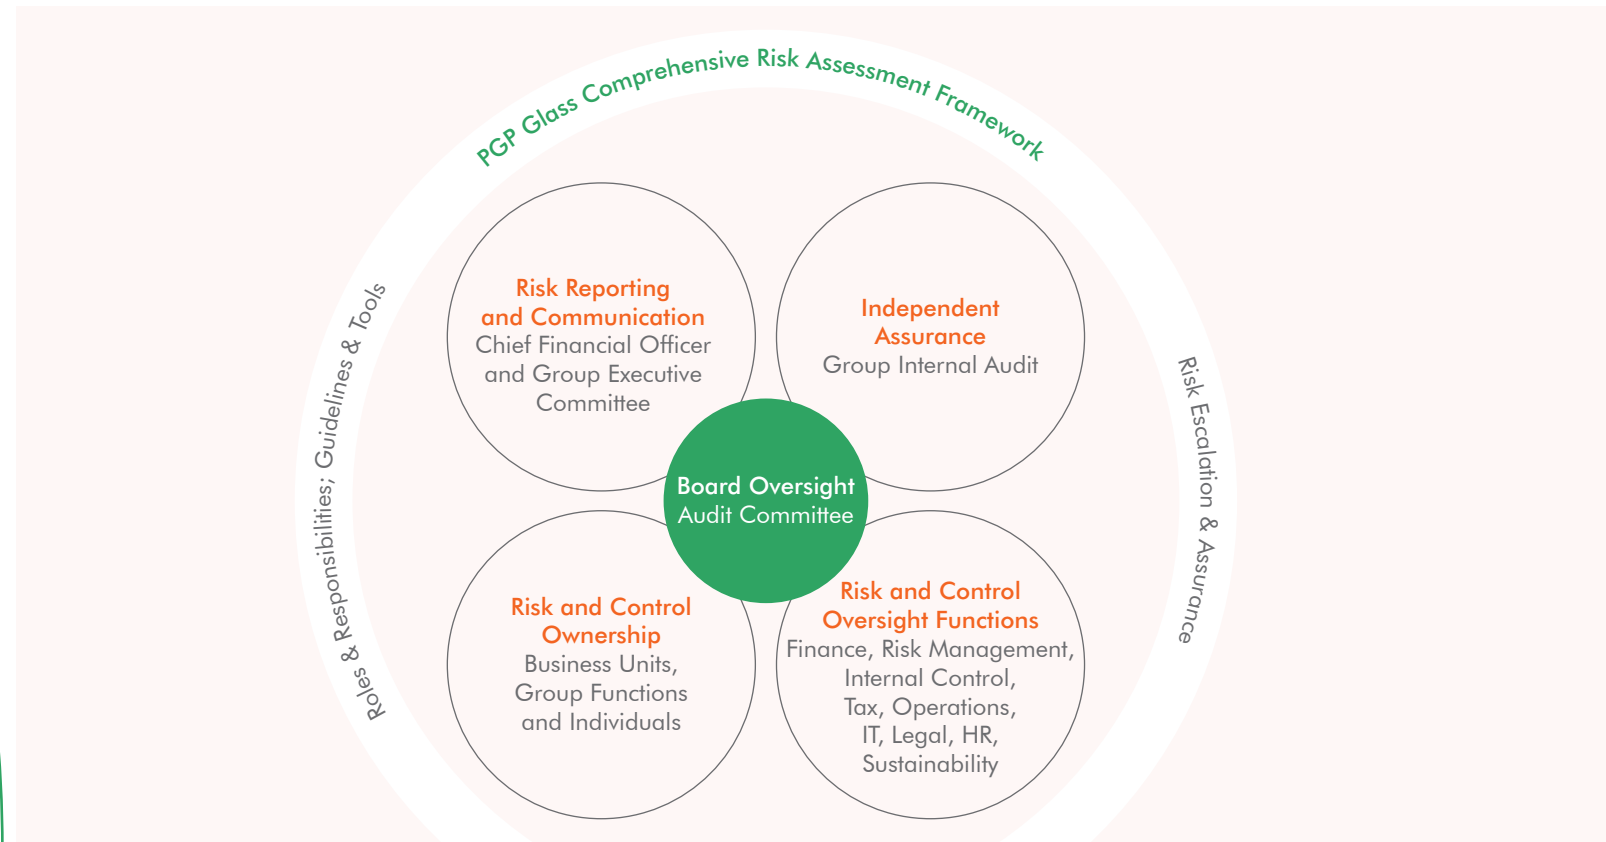 PGP Glass Comprehensive Risk Assessment Framework
Roles & Responsibilities; Guidelines & Tools
Risk Reporting
and Communication
Chief Financial Officer
and Group Executive
Committee
Independent
Assurance
Group Internal Audit
Risk Escalation & Assurance
Board Oversight
Audit Committee
Risk and Control
Ownership
Business Units,
Group Functions
and Individuals
Risk and Control
Oversight Functions
Finance, Risk Management,
Internal Control,
Tax, Operations,
IT, Legal, HR,
Sustainability